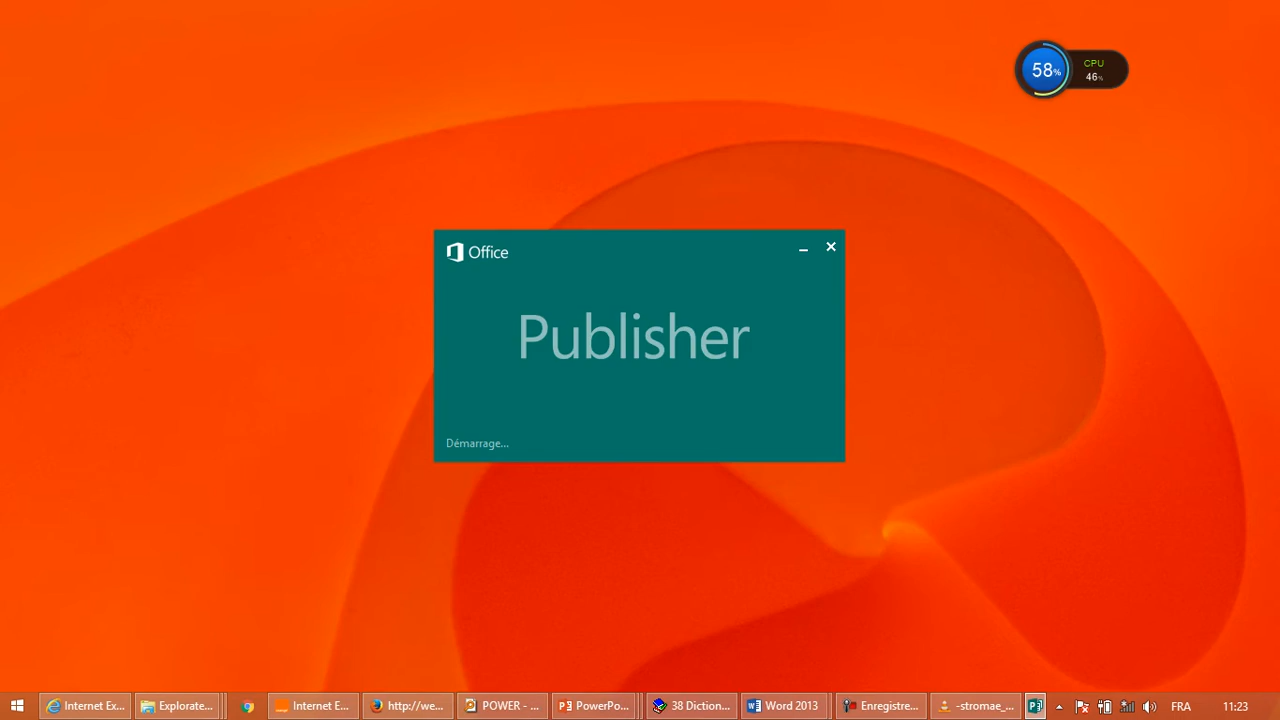 58%
CPU
46%
Office
Publisher
Démarrage...
Internet Ex...
Explorate...
Internet E...
http://we...
POWER - ...
PowerPo...
38 Diction...
Word 2013
Enregistre...
-stromae_...
FRA
11:23